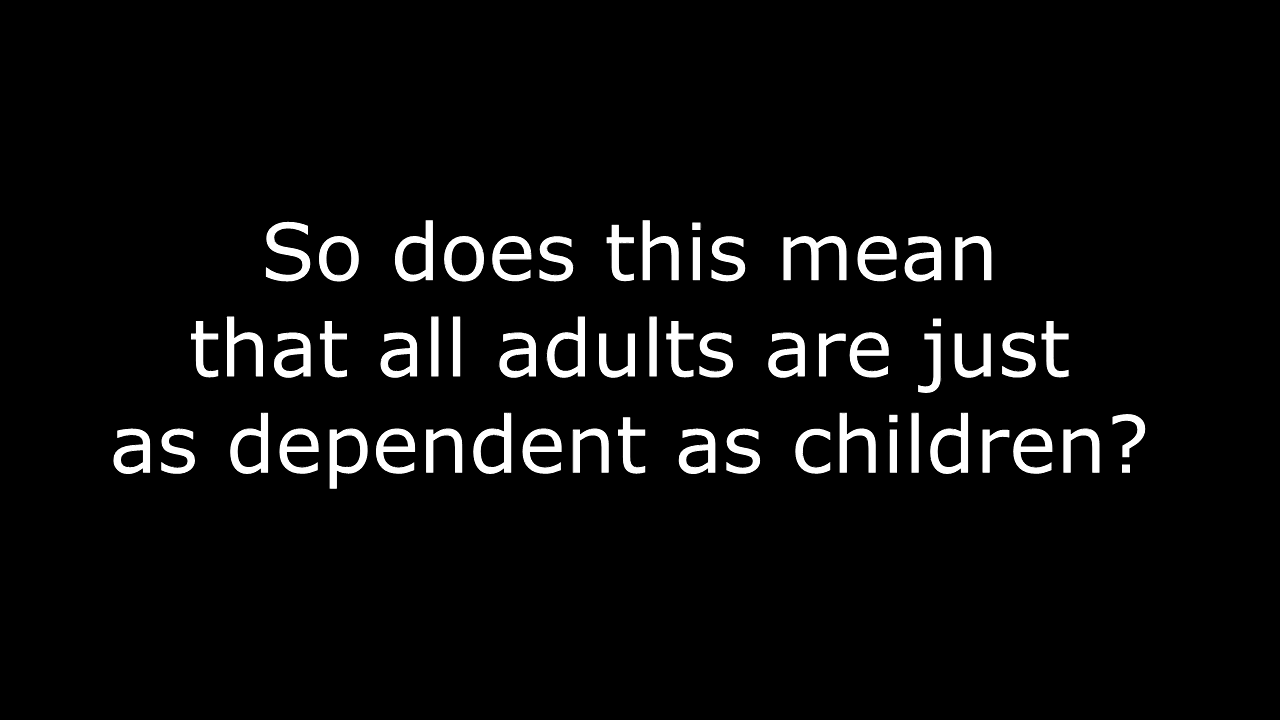 So does this mean
that all adults are just
as dependent as children?